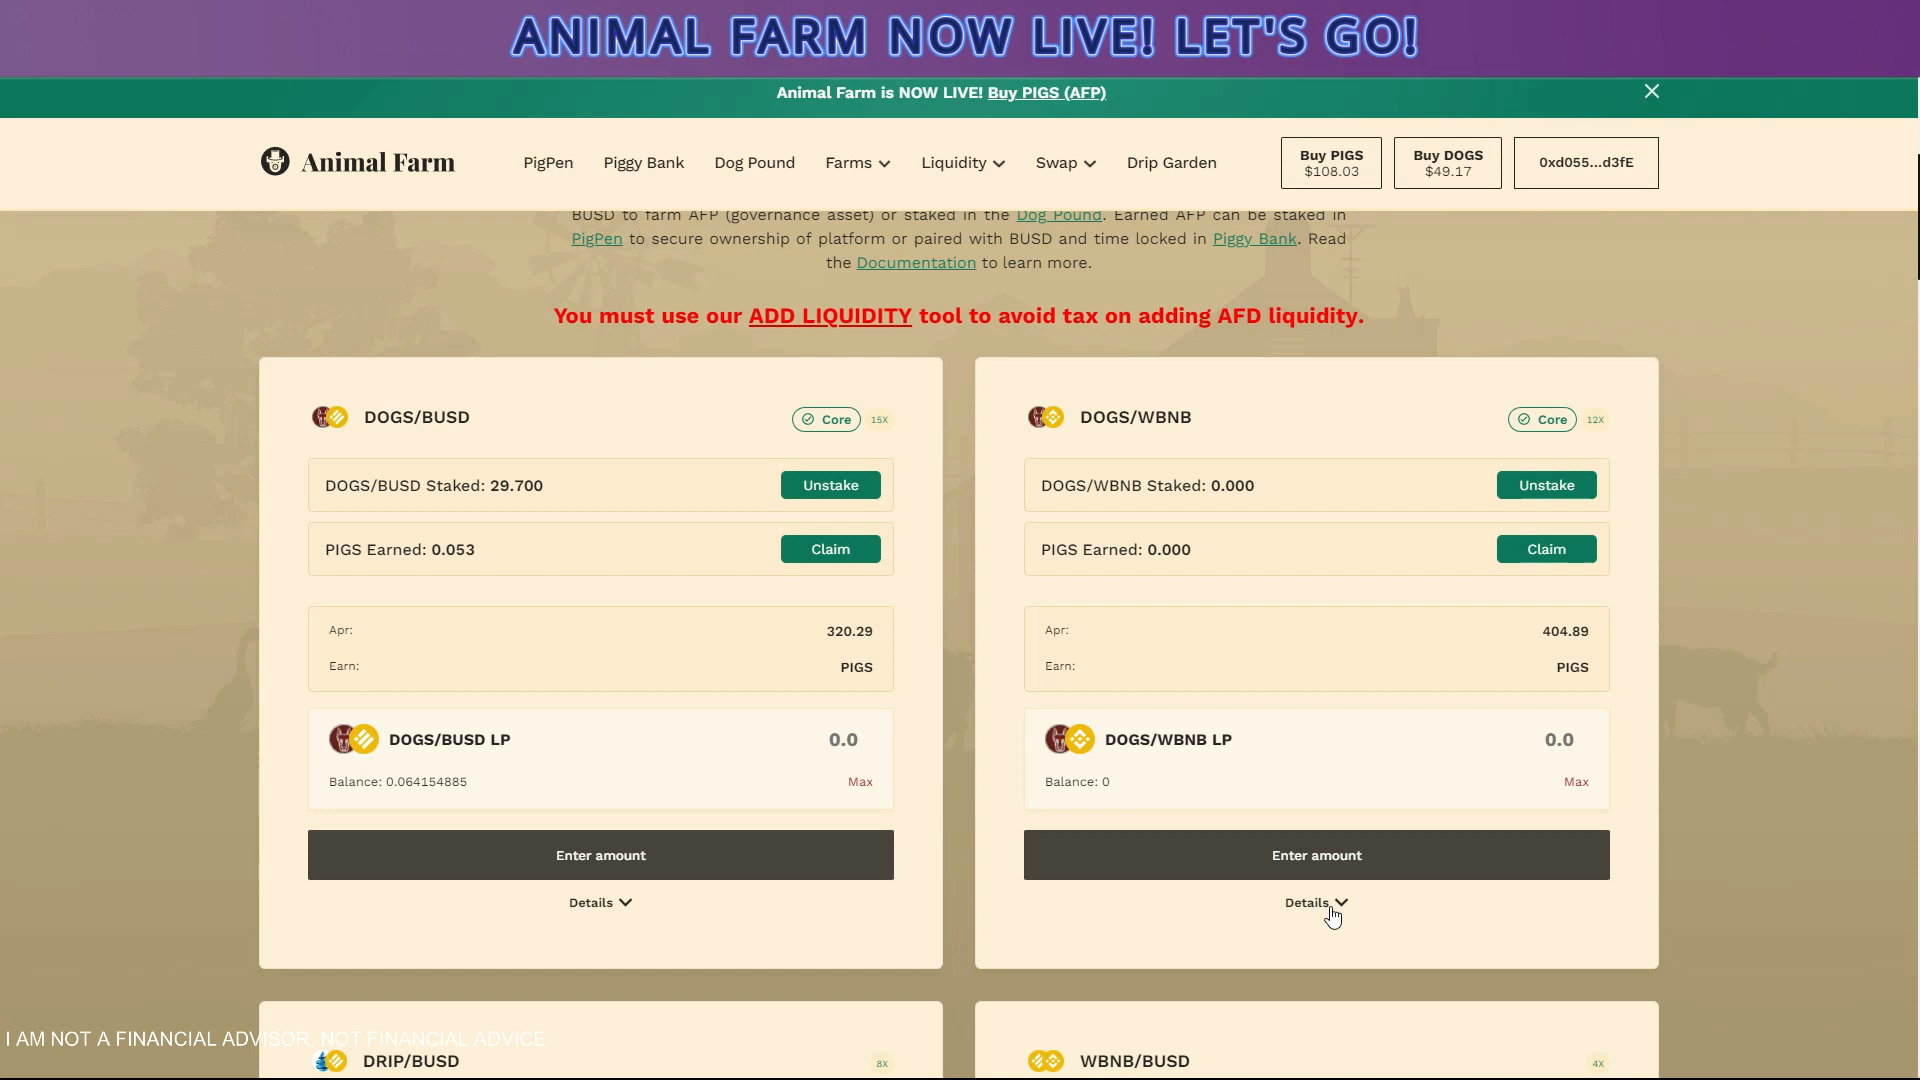 ANIMAL FARM NOW LIVE! LET'S GO!
Animal Farm is NOW LIVE! Buy PIGS (AFP)
Animal Farm
PigPen
Piggy Bank
Dog Pound
Farms
Liquidity
Swap
Drip Garden
Buy PIGS
$108.03
Buy DOGS
$49.17
0xd055...d3fE
BUSD to farm AFP (governance asset) or staked in the Dog Pound. Earned AFP can be staked in
PigPen to secure ownership of platform or paired with BUSD and time locked in Piggy Bank. Read
the Documentation to learn more.
You must use our ADD LIQUIDITY tool to avoid tax on adding AFD liquidity.
DOGS/BUSD
Core
15X
DOGS/BUSD Staked: 29.700
Unstake
PIGS Earned: 0.053
Claim
Apr:
320.29
Earn:
PIGS
DOGS/BUSD LP
0.0
Balance: 0.064154885
Max
Enter amount
Details
DOGS/WBNB
Core
12X
DOGS/WBNB Staked: 0.000
Unstake
PIGS Earned: 0.000
Claim
Apr:
404.89
Earn:
PIGS
DOGS/WBNB LP
0.0
Balance: 0
Max
Enter amount
Details
I AM NOT A FINANCIAL ADVISOR, NOT FINANCIAL ADVICE
DRIP/BUSD
8X
WBNB/BUSD
4X